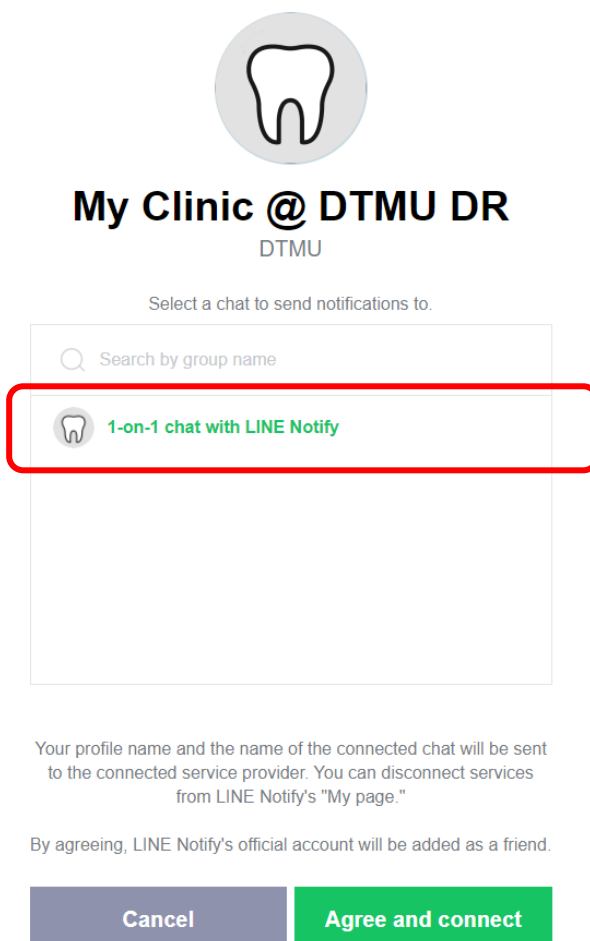 My Clinic @ DTMU DR
DTMU
Select a chat to send notifications to.
Search by group name
1-on-1 chat with LINE Notify
Your profile name and the name of the connected chat will be sent
to the connected service provider. You can disconnect services
from LINE Notify's "My page."
By agreeing, LINE Notify's official account will be added as a friend.
Cancel
Agree and connect